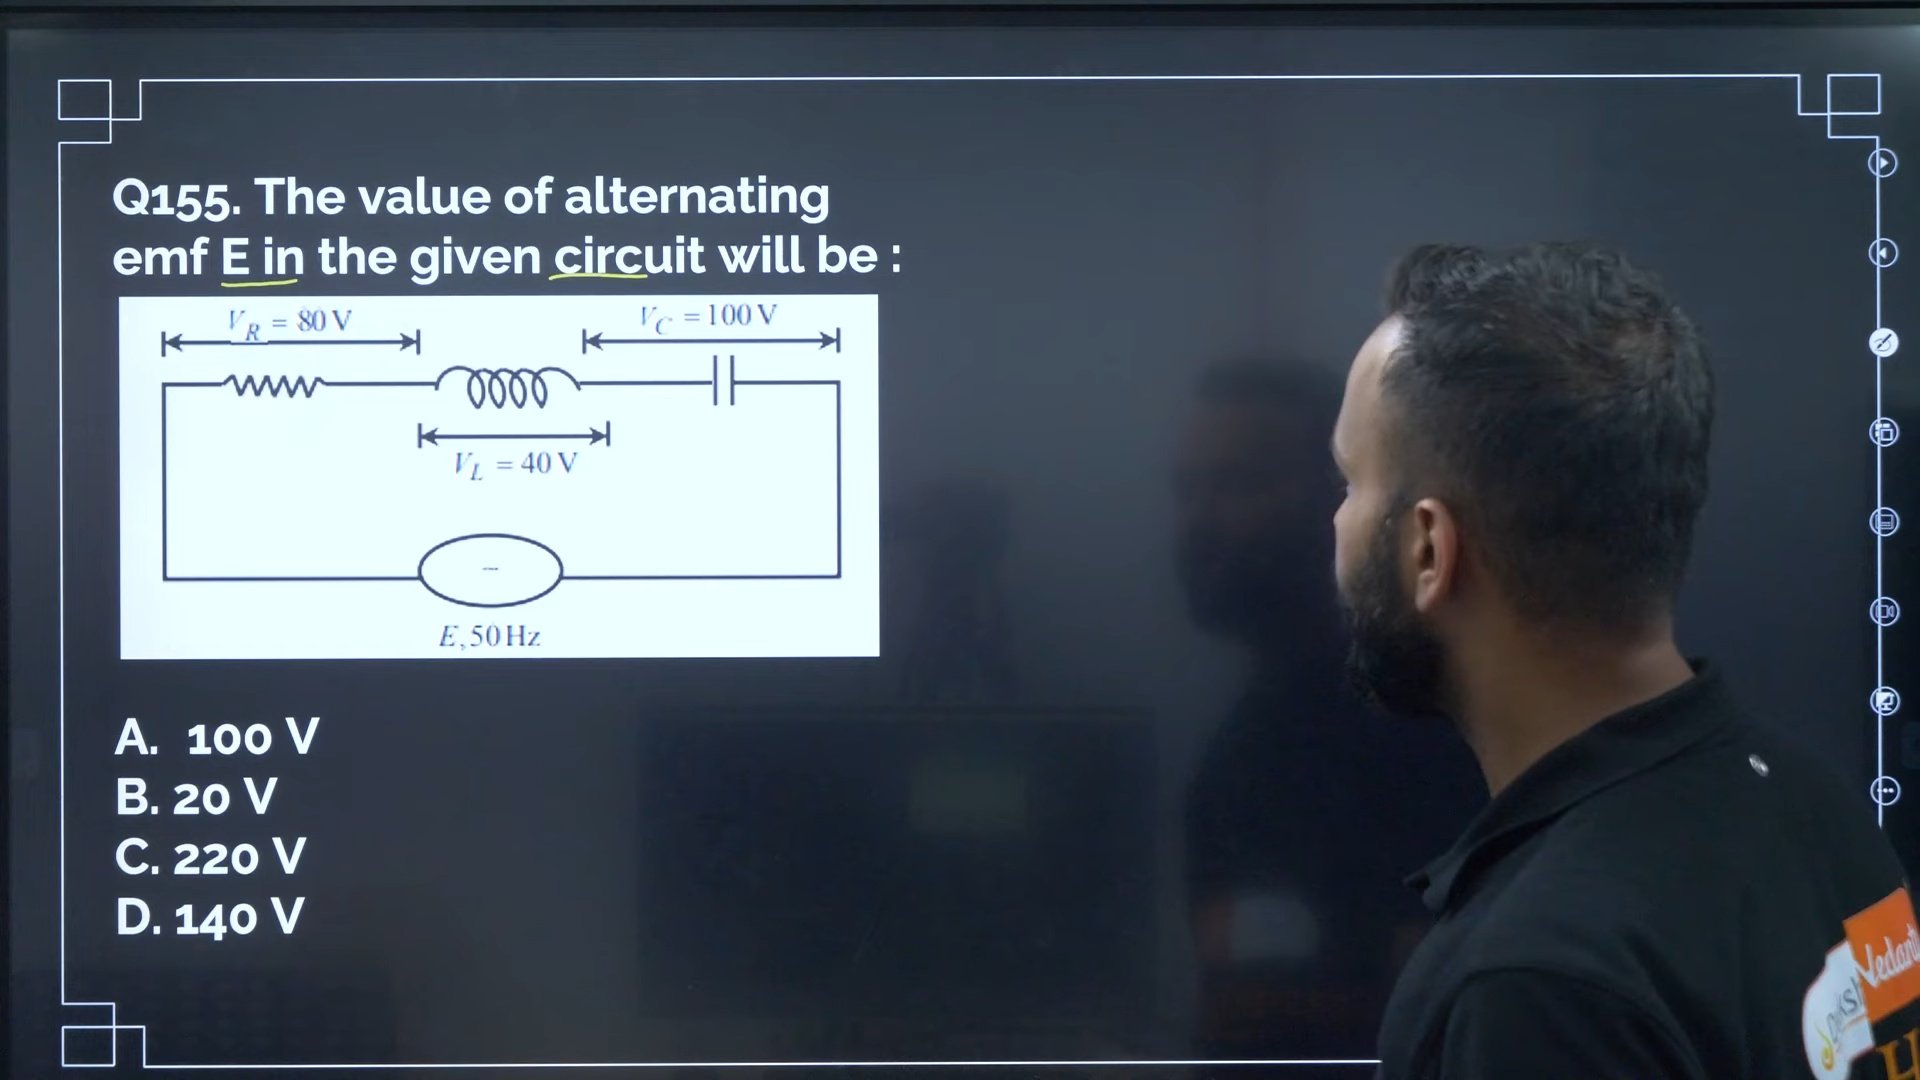 Q155. The value of alternating
emf E in the given circuit will be :
V_R = 80 V
V_C = 100 V
V_L = 40 V
~
E, 50 Hz
A. 100 V
B. 20 V
C. 220 V
D. 140 V